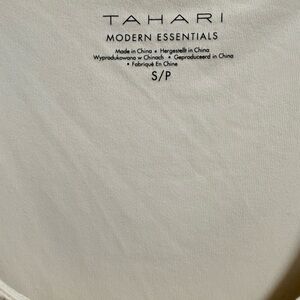 TAHARI
MODERN ESSENTIALS
Made in China • Hergestellt in China
Wyprodukowano w Chinach • Geproduceerd in China
• Fabriqué En Chine
S/P